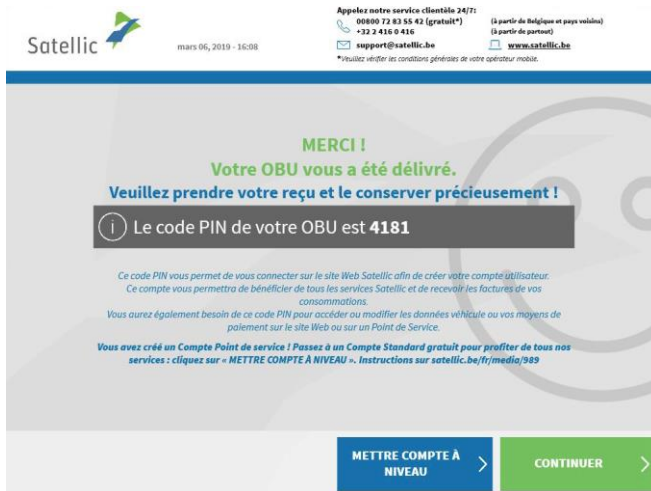 Satellic
mars 06, 2019 - 16:08
Appelez notre service clientèle 24/7:
00800 72 83 55 42 (gratuit*) (à partir de Belgique et pays voisins)
+32 2 416 0 416 (à partir de partout)
support@satellic.be www.satellic.be
*Veuillez vérifier les conditions générales de votre opérateur mobile.
MERCI !
Votre OBU vous a été délivré.
Veuillez prendre votre reçu et le conserver précieusement !
i Le code PIN de votre OBU est 4181
Ce code PIN vous permet de vous connecter sur le site Web Satellic afin de créer votre compte utilisateur.
Ce compte vous permettra de bénéficier de tous les services Satellic et de recevoir les factures de vos
consommations.
Vous aurez également besoin de ce code PIN pour accéder ou modifier les données véhicule ou vos moyens de
paiement sur le site Web ou sur un Point de Service.
Vous avez créé un Compte Point de service ! Passez à un Compte Standard gratuit pour profiter de tous nos
services : cliquez sur « METTRE COMPTE À NIVEAU ». Instructions sur satellic.be/fr/media/989
METTRE COMPTE À
NIVEAU
CONTINUER